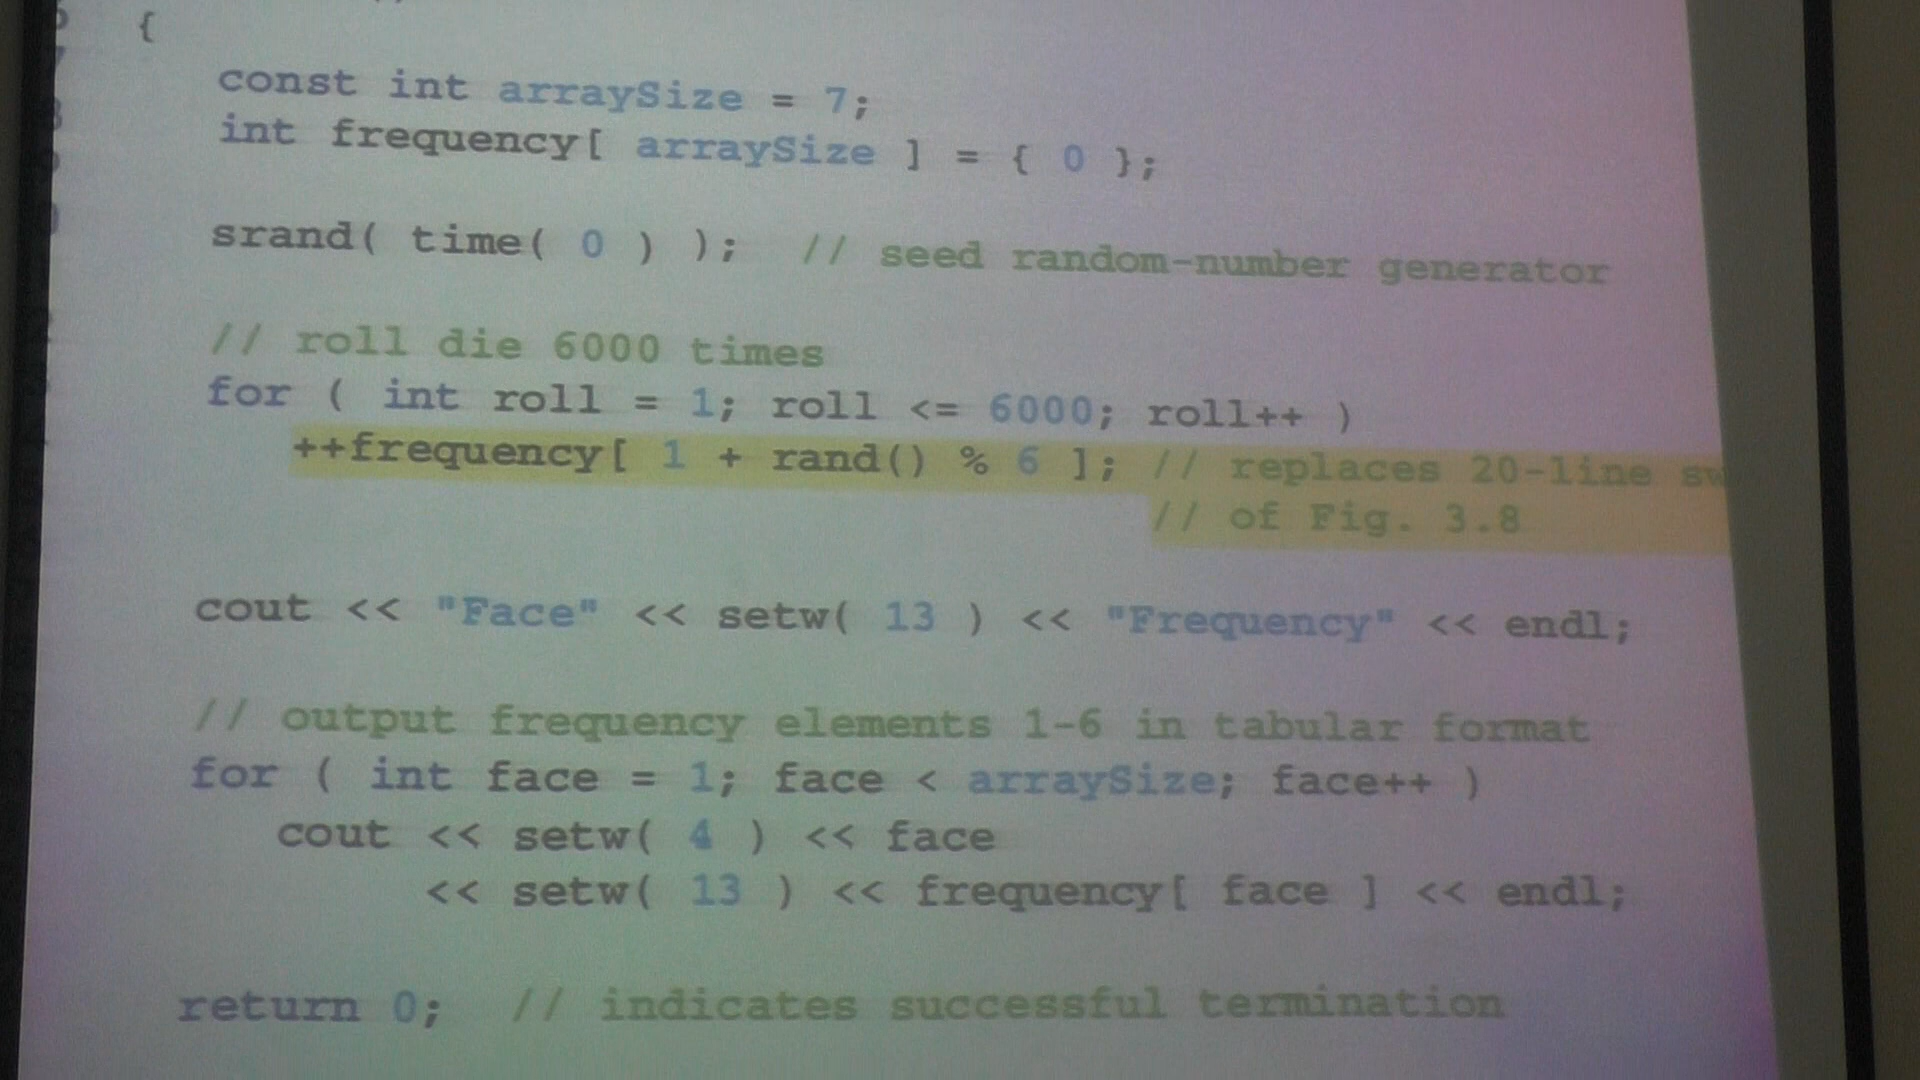 {
const int arraySize = 7;
int frequency[ arraySize ] = { 0 };
srand( time( 0 ) ); // seed random-number generator
// roll die 6000 times
for ( int roll = 1; roll <= 6000; roll++ )
++frequency[ 1 + rand() % 6 ]; // replaces 20-line
// of Fig. 3.8
cout << "Face" << setw( 13 ) << "Frequency" << endl;
// output frequency elements 1-6 in tabular format
for ( int face = 1; face < arraySize; face++ )
cout << setw( 4 ) << face
<< setw( 13 ) << frequency[ face ] << endl;
return 0; // indicates successful termination